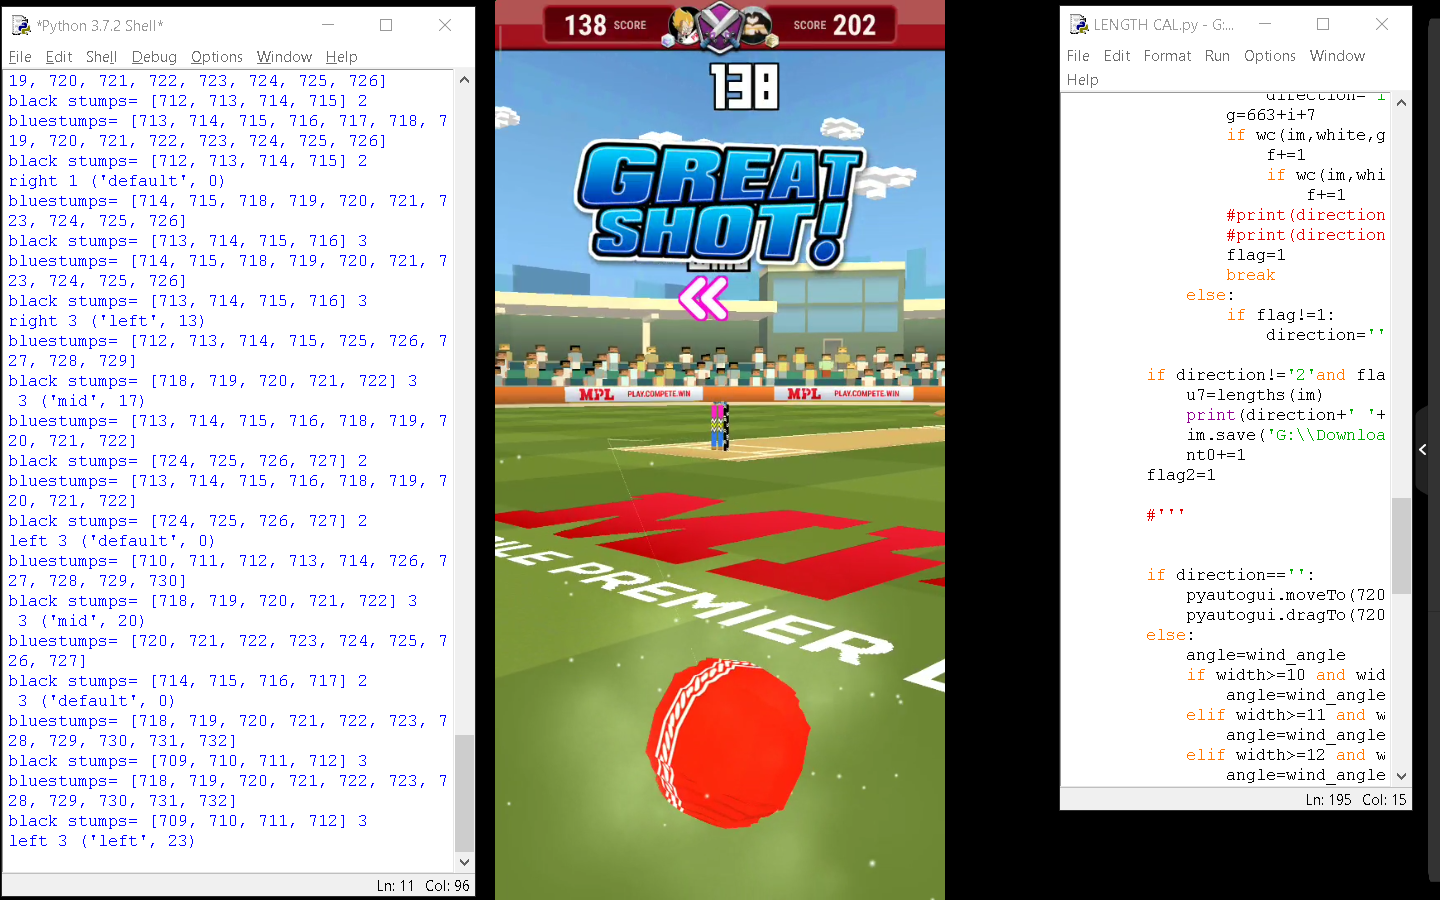 *Python 3.7.2 Shell*
File Edit Shell Debug Options Window Help
19, 720, 721, 722, 723, 724, 725, 726]
black stumps= [712, 713, 714, 715] 2
bluestumps= [713, 714, 715, 716, 717, 718, 7
19, 720, 721, 722, 723, 724, 725, 726]
black stumps= [712, 713, 714, 715] 2
right 1 ('default', 0)
bluestumps= [714, 715, 718, 719, 720, 721, 7
23, 724, 725, 726]
black stumps= [713, 714, 715, 716] 3
bluestumps= [714, 715, 718, 719, 720, 721, 7
23, 724, 725, 726]
black stumps= [713, 714, 715, 716] 3
right 3 ('left', 13)
bluestumps= [712, 713, 714, 715, 725, 726, 7
27, 728, 729]
black stumps= [718, 719, 720, 721, 722] 3
3 ('mid', 17)
bluestumps= [713, 714, 715, 716, 718, 719, 7
20, 721, 722]
black stumps= [724, 725, 726, 727] 2
bluestumps= [713, 714, 715, 716, 718, 719, 7
20, 721, 722]
black stumps= [724, 725, 726, 727] 2
left 3 ('default', 0)
bluestumps= [710, 711, 712, 713, 714, 726, 7
27, 728, 729, 730]
black stumps= [718, 719, 720, 721, 722] 3
3 ('mid', 20)
bluestumps= [720, 721, 722, 723, 724, 725, 7
26, 727]
black stumps= [714, 715, 716, 717] 2
3 ('default', 0)
bluestumps= [718, 719, 720, 721, 722, 723, 7
28, 729, 730, 731, 732]
black stumps= [709, 710, 711, 712] 3
bluestumps= [718, 719, 720, 721, 722, 723, 7
28, 729, 730, 731, 732]
black stumps= [709, 710, 711, 712] 3
left 3 ('left', 23)
Ln: 11 Col: 96
138 SCORE
SCORE 202
138
GREAT
SHOT!
MPL PLAY.COMPETE.WIN
MPL PLAY.COMPETE.WIN
ILE PREMIER
LENGTH CAL.py - G:...
File Edit Format Run Options Window
Help
direction='i
g=663+i+7
if wc(im,white,g
f+=1
if wc(im,whi
f+=1
#print(direction
#print(direction
flag=1
break
else:
if flag!=1:
direction=''
if direction!='2'and fla
u7=lengths(im)
print(direction+' '+
im.save('G:\\Downloa
nt0+=1
flag2=1
#'''
if direction=='':
pyautogui.moveTo(720
pyautogui.dragTo(720
else:
angle=wind_angle
if width>=10 and wid
angle=wind_angle
elif width>=11 and w
angle=wind_angle
elif width>=12 and w
angle=wind_angle
Ln: 195 Col: 15